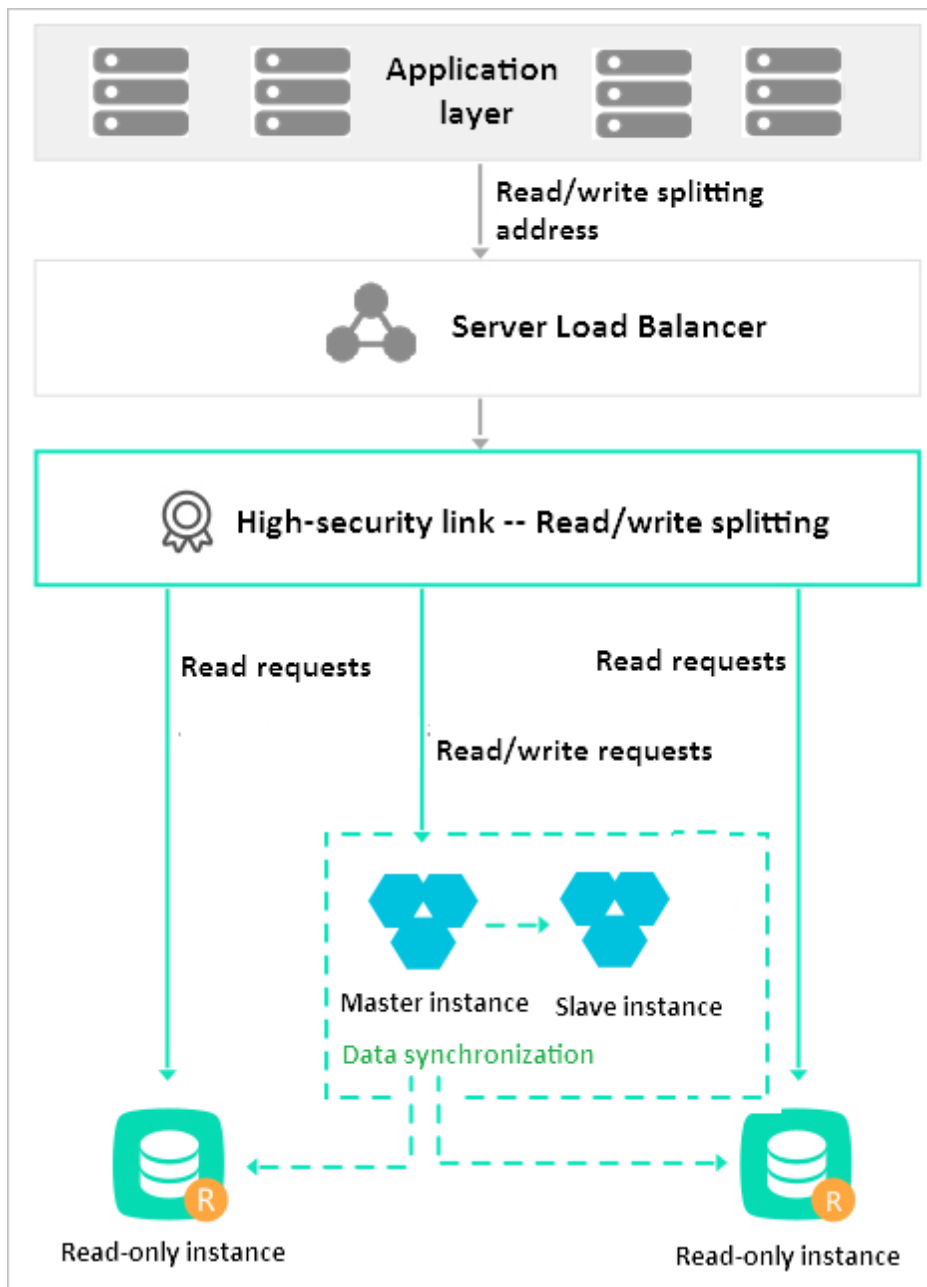 Application
layer
Read/write splitting
address
Server Load Balancer
High-security link -- Read/write splitting
Read requests
Read requests
Read/write requests
Master instance
Slave instance
Data synchronization
R
R
Read-only instance
Read-only instance